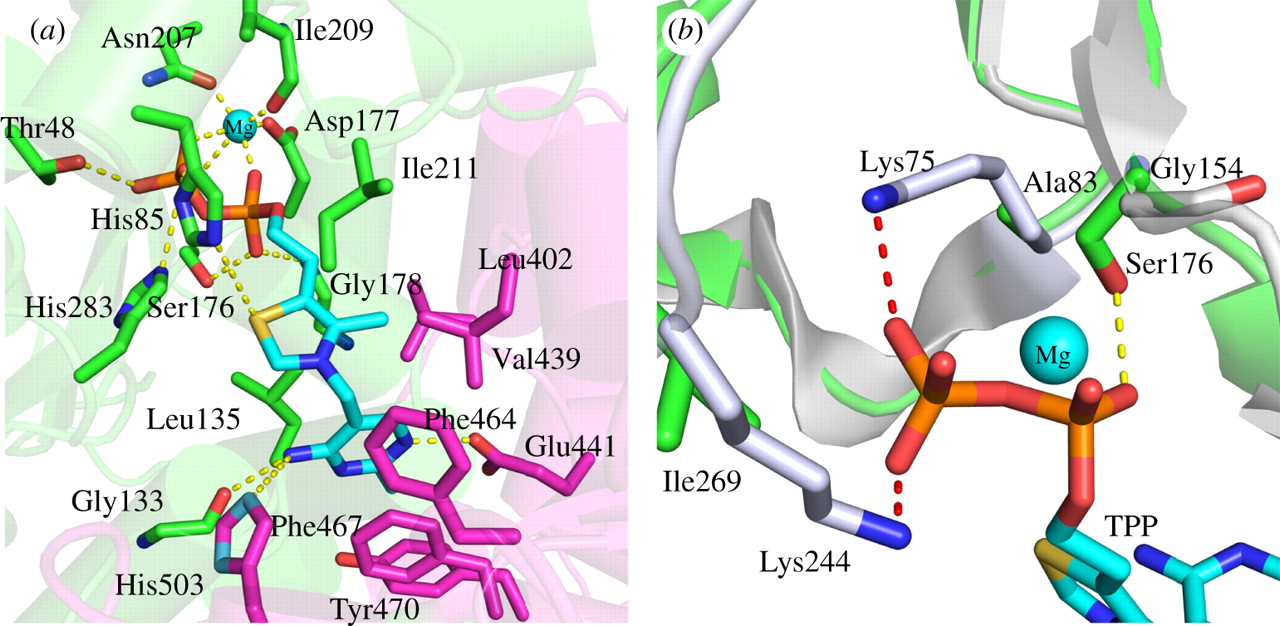 (a)
Asn207
Ile209
Mg
Asp177
Thr48
Ile211
His85
Leu402
Gly178
His283
Ser176
Val439
Leu135
Phe464
Glu441
Gly133
Phe467
His503
Tyr470
(b)
Lys75
Ala83
Gly154
Ser176
Mg
Ile269
TPP
Lys244